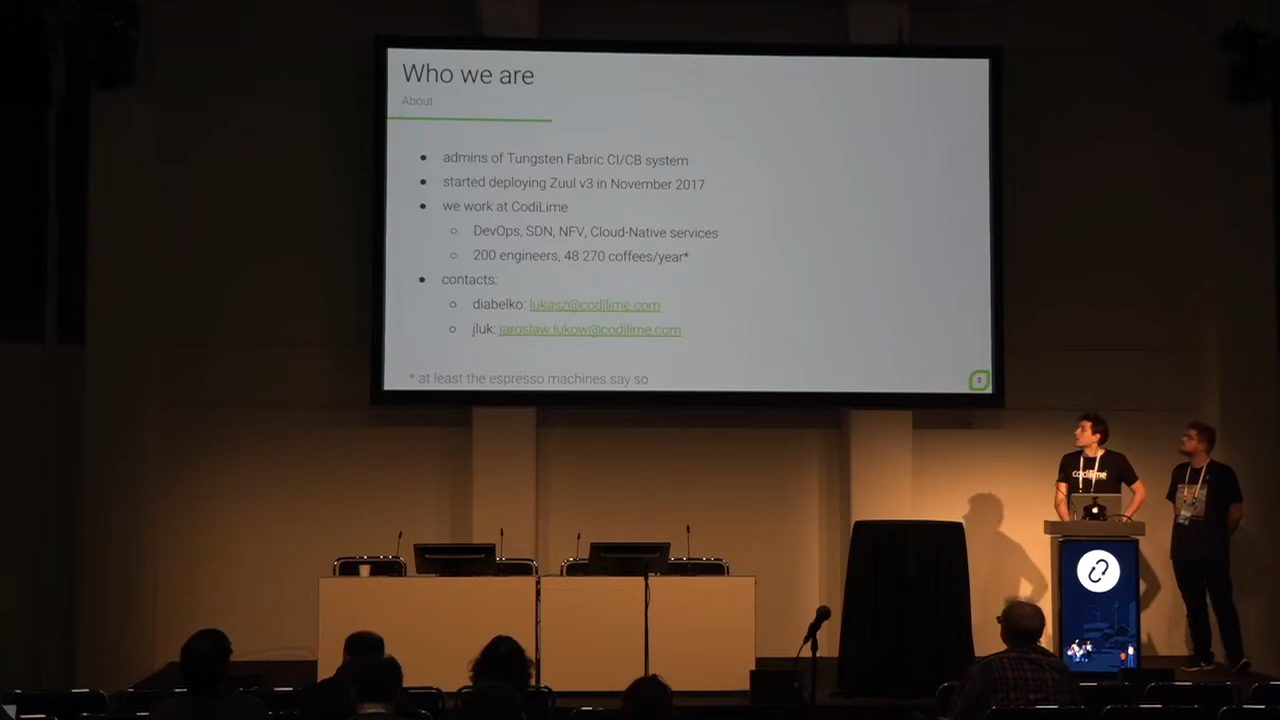 Who we are
About
● admins of Tungsten Fabric CI/CB system
● started deploying Zuul v3 in November 2017
● we work at CodiLime
○ DevOps, SDN, NFV, Cloud-Native services
○ 200 engineers, 48 270 coffees/year*
● contacts:
○ diabelko: lukasz@codilime.com
○ jluk: jaroslaw.lukow@codilime.com
* at least the espresso machines say so
3
codilime